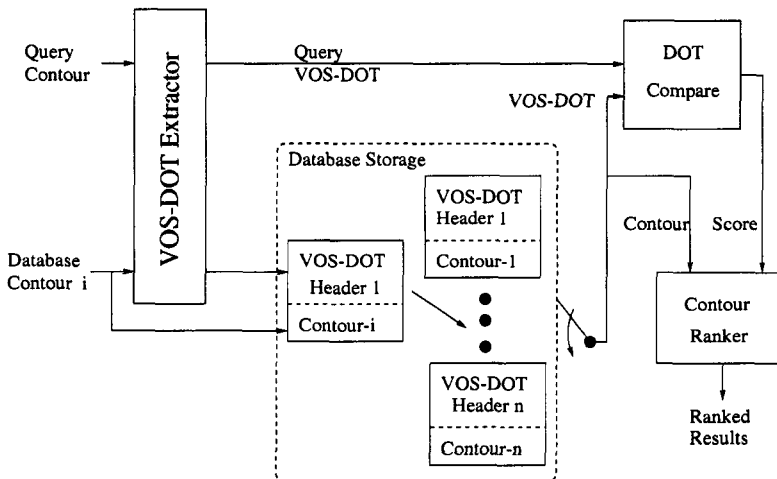 Query
Contour
VOS-DOT Extractor
Query
VOS-DOT
DOT
Compare
VOS-DOT
Database Storage
VOS-DOT
Header 1
Contour-1
Contour
Score
Database
Contour i
VOS-DOT
Header 1
Contour-i
Contour
Ranker
VOS-DOT
Header n
Contour-n
Ranked
Results